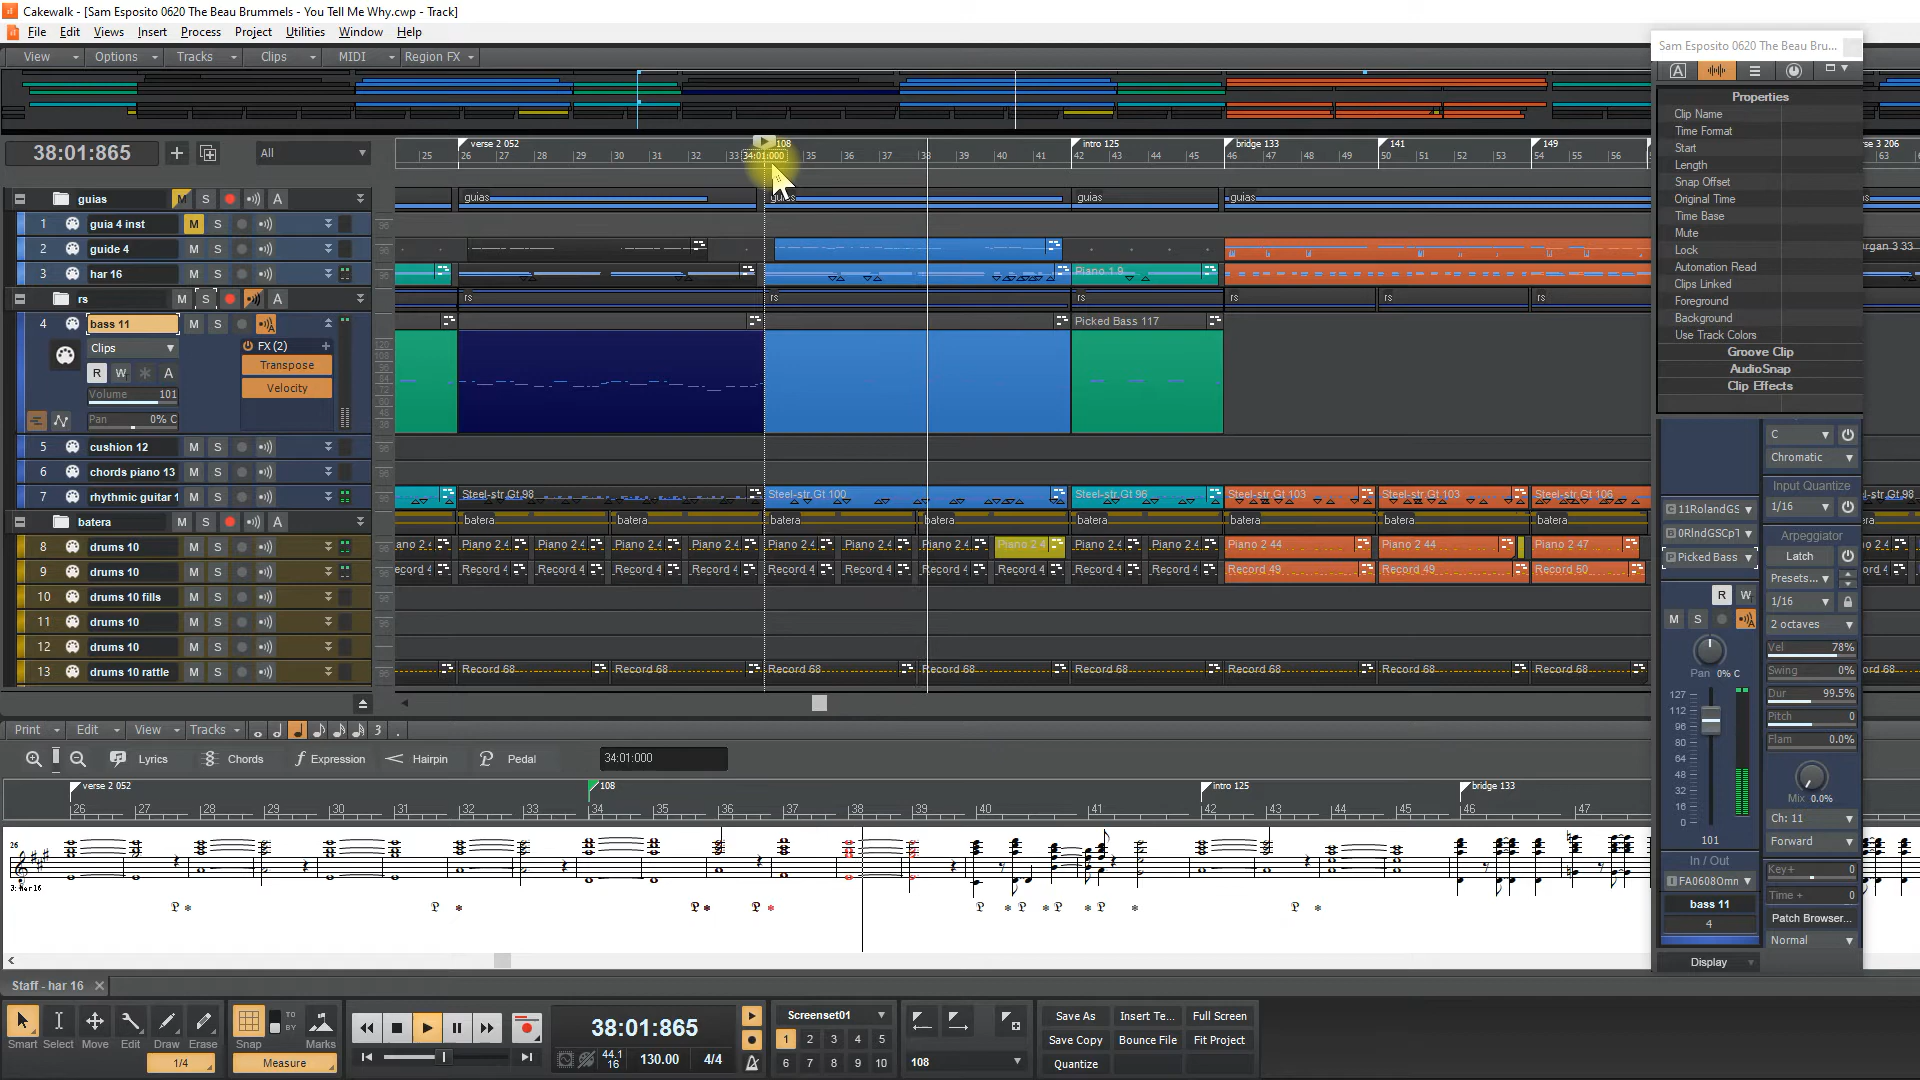 Cakewalk - [Sam Esposito 0620 The Beau Brummels - You Tell Me Why.cwp - Track]
File Edit Views Insert Process Project Utilities Window Help
View Options Tracks Clips MIDI Region FX
Sam Esposito 0620 The Beau Bru...
38:01:865 All
verse 2 052 108 intro 125 bridge 133 141 149
25 26 27 28 29 30 31 32 33 34:01:000 35 36 37 38 39 40 41 42 43 44 45 46 47 48 49 50 51 52 53 54 55 56
se 3 206
63 65
Properties
Clip Name
Time Format
Start
Length
Snap Offset
Original Time
Time Base
Mute
Lock
Automation Read
Clips Linked
Foreground
Background
Use Track Colors
Groove Clip
AudioSnap
Clip Effects
guias M S A
guias guias guias guias
1 guia 4 inst M S
2 guide 4
rgan 3 33
3 har 16
Piano 1 9
rs M S A
rs rs rs rs rs rs
4 bass 11 M S
Picked Bass 117
Clips FX (2)
R W A Transpose
Volume 101 Velocity
Pan 0% C
5 cushion 12 M S
6 chords piano 13 M S
7 rhythmic guitar 1 M S
Steel-str.Gt 98 Steel-str.Gt 100 Steel-str.Gt 96 Steel-str.Gt 103 Steel-str.Gt 103 Steel-str.Gt 106
batera M S A
batera batera batera batera batera batera batera batera
8 drums 10 M S
ano 2 4 Piano 2 4 Piano 2 4 Piano 2 4 Piano 2 4 Piano 2 4 Piano 2 4 Piano 2 4 Piano 2 4 Piano 2 4 Piano 2 4 Piano 2 44 Piano 2 44 Piano 2 47
9 drums 10 M S
ecord 4 Record 4 Record 4 Record 4 Record 4 Record 4 Record 4 Record 4 Record 4 Record 4 Record 4 Record 49 Record 49 Record 50
10 drums 10 fills M S
11 drums 10 M S
12 drums 10 M S
13 drums 10 rattle M S
Record 68 Record 68 Record 68 Record 68 Record 68 Record 68 Record 68 Record 68
C
Chromatic
Input Quantize
1/16
11RolandGS
Arpeggiator
Picked Bass Latch
Presets...
R W 1/16
M S 2 octaves
Vel 78%
Pan 0% C Swing 0%
Dur 99.5%
Pitch 0
Flam 0.0%
127
112
96
80
64
48
32
16
0
Mix 0.0%
Ch: 11
101 Forward
In / Out
Key+ 0
FA0608Omn
Time + 0
bass 11
4 Patch Browser...
Normal
Display
Print Edit View Tracks 3 .
Lyrics Chords Expression Hairpin Pedal 34:01:000
verse 2 052 108 intro 125 bridge 133
26 27 28 29 30 31 32 33 34 35 36 37 38 39 40 41 42 43 44 45 46 47
26
3: har 16
Staff - har 16
Smart Select Move Edit Draw Erase
1/4
Snap TO BY Marks
Measure
38:01:865
44.1
16 130.00 4/4
Screenset01
1 2 3 4 5
6 7 8 9 10
108
Save As Insert Te... Full Screen
Save Copy Bounce File Fit Project
Quantize